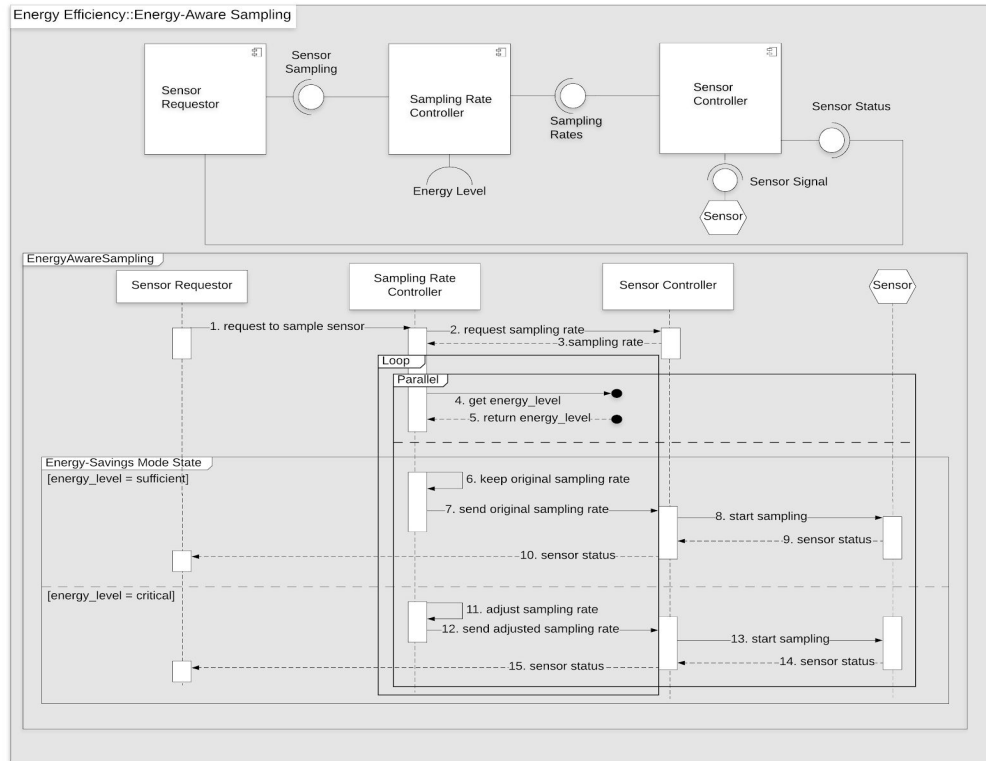 Energy Efficiency::Energy-Aware Sampling
Sensor
Requestor
Sensor
Sampling
Sampling Rate
Controller
Energy Level
Sampling
Rates
Sensor
Controller
Sensor Status
Sensor Signal
Sensor
EnergyAwareSampling
Sensor Requestor
Sampling Rate
Controller
Sensor Controller
Sensor
1. request to sample sensor
2. request sampling rate
3.sampling rate
Loop
Parallel
4. get energy_level
5. return energy_level
Energy-Savings Mode State
[energy_level = sufficient]
6. keep original sampling rate
7. send original sampling rate
8. start sampling
9. sensor status
10. sensor status
[energy_level = critical]
11. adjust sampling rate
12. send adjusted sampling rate
13. start sampling
14. sensor status
15. sensor status